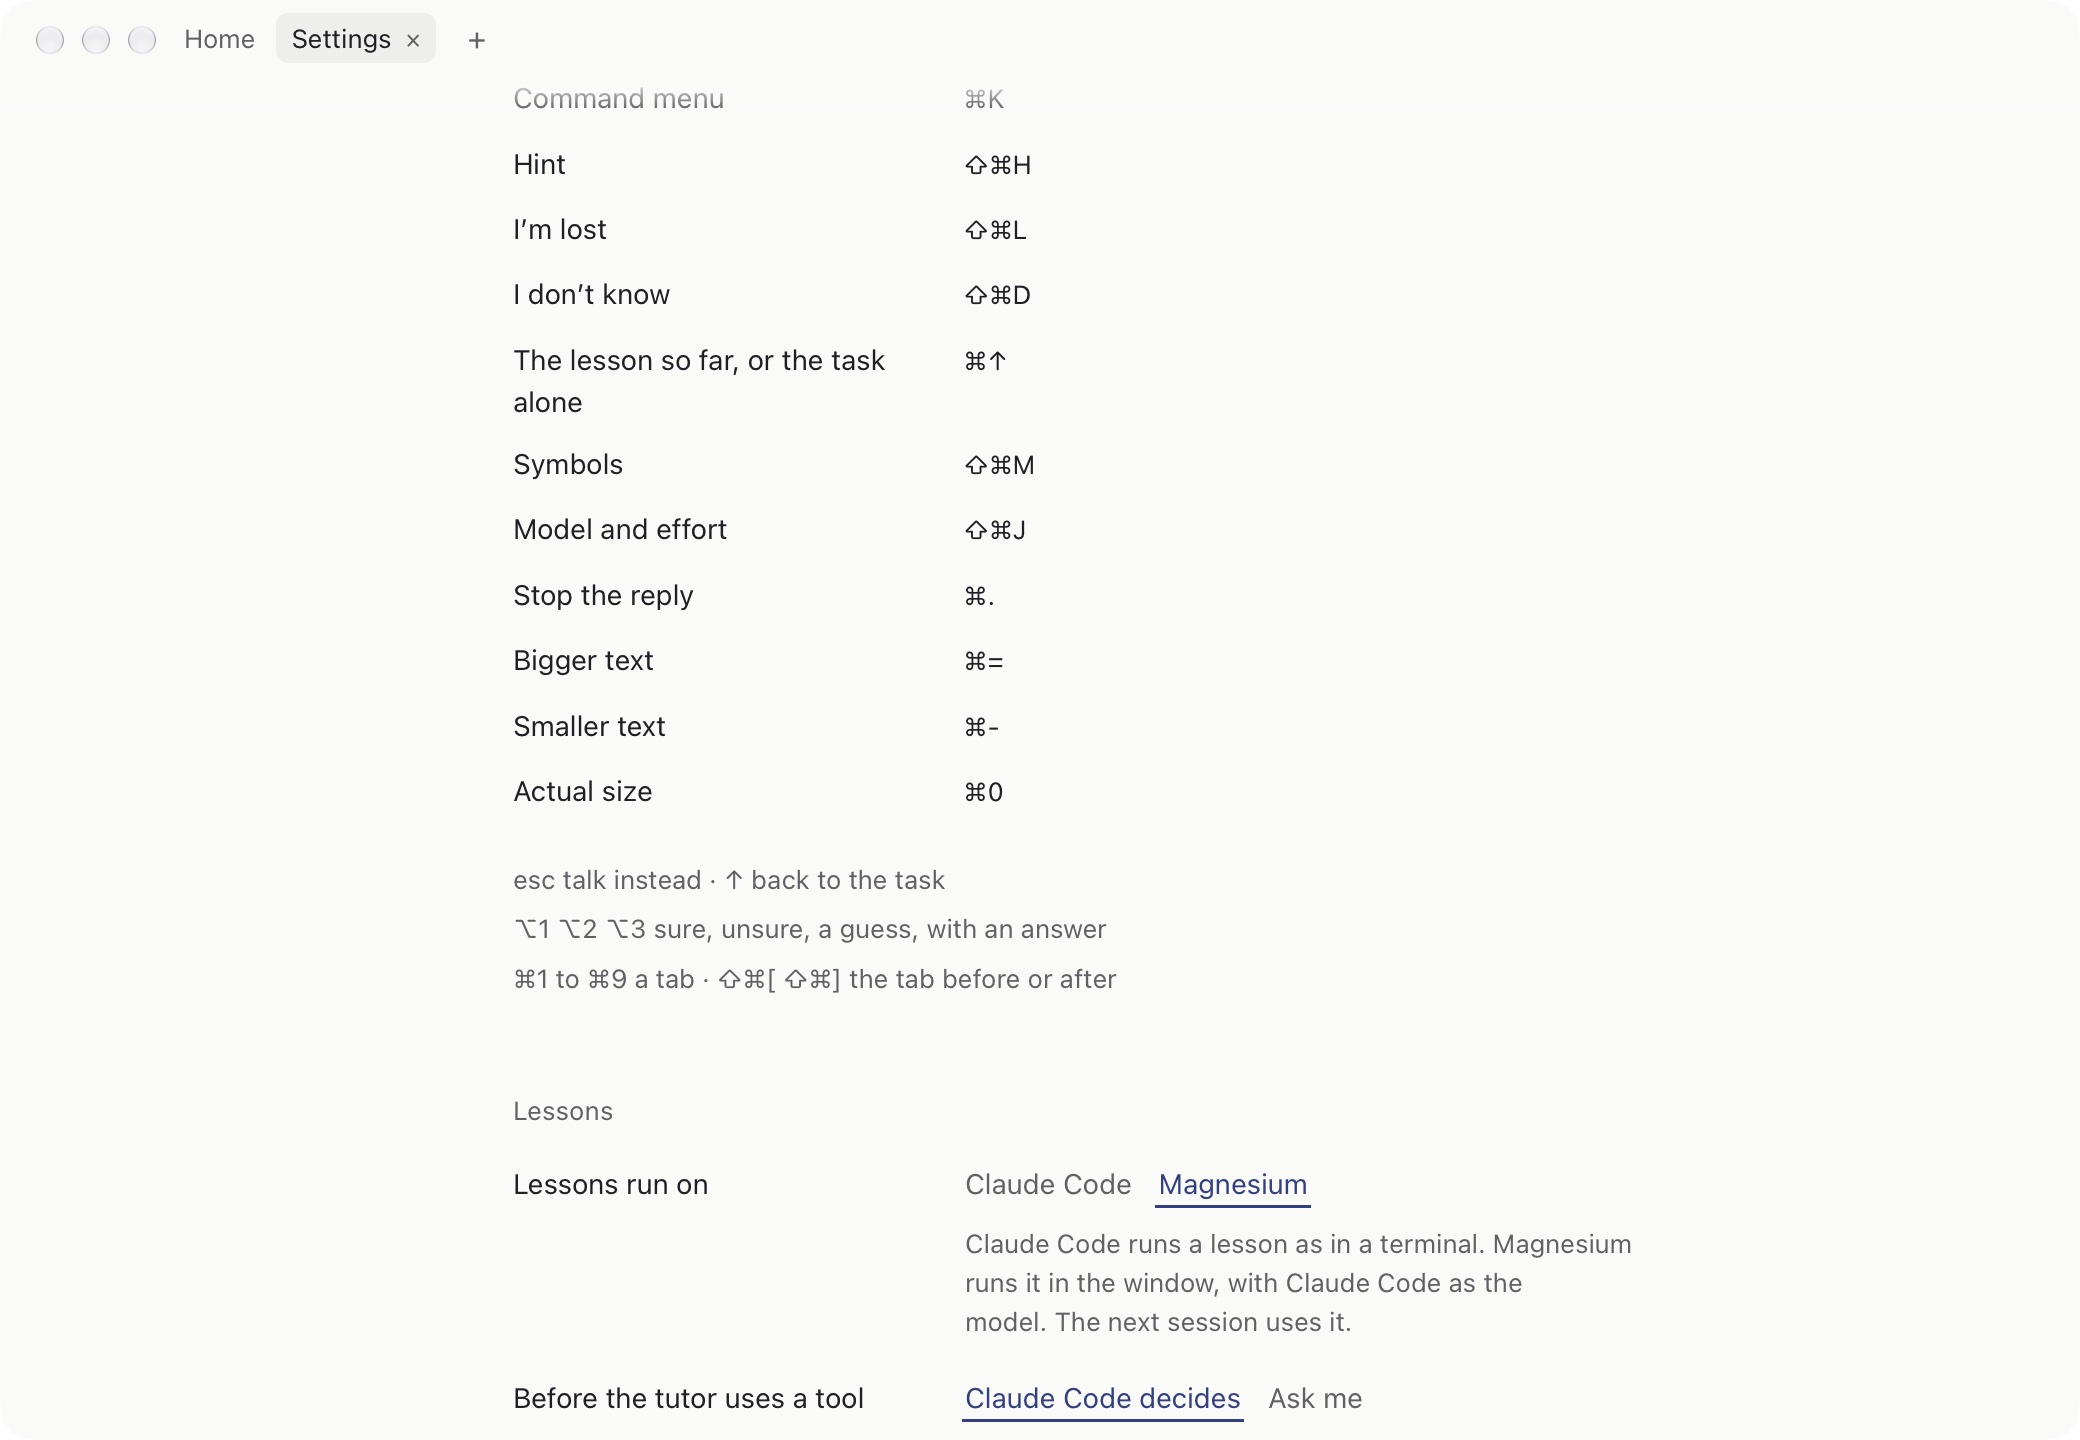 Home Settings × +
Command menu ⌘K
Hint ⇧⌘H
I’m lost ⇧⌘L
I don’t know ⇧⌘D
The lesson so far, or the task ⌘↑
alone
Symbols ⇧⌘M
Model and effort ⇧⌘J
Stop the reply ⌘.
Bigger text ⌘=
Smaller text ⌘-
Actual size ⌘0
esc talk instead · ↑ back to the task
⌥1 ⌥2 ⌥3 sure, unsure, a guess, with an answer
⌘1 to ⌘9 a tab · ⇧⌘[ ⇧⌘] the tab before or after
Lessons
Lessons run on Claude Code Magnesium
Claude Code runs a lesson as in a terminal. Magnesium
runs it in the window, with Claude Code as the
model. The next session uses it.
Before the tutor uses a tool Claude Code decides Ask me